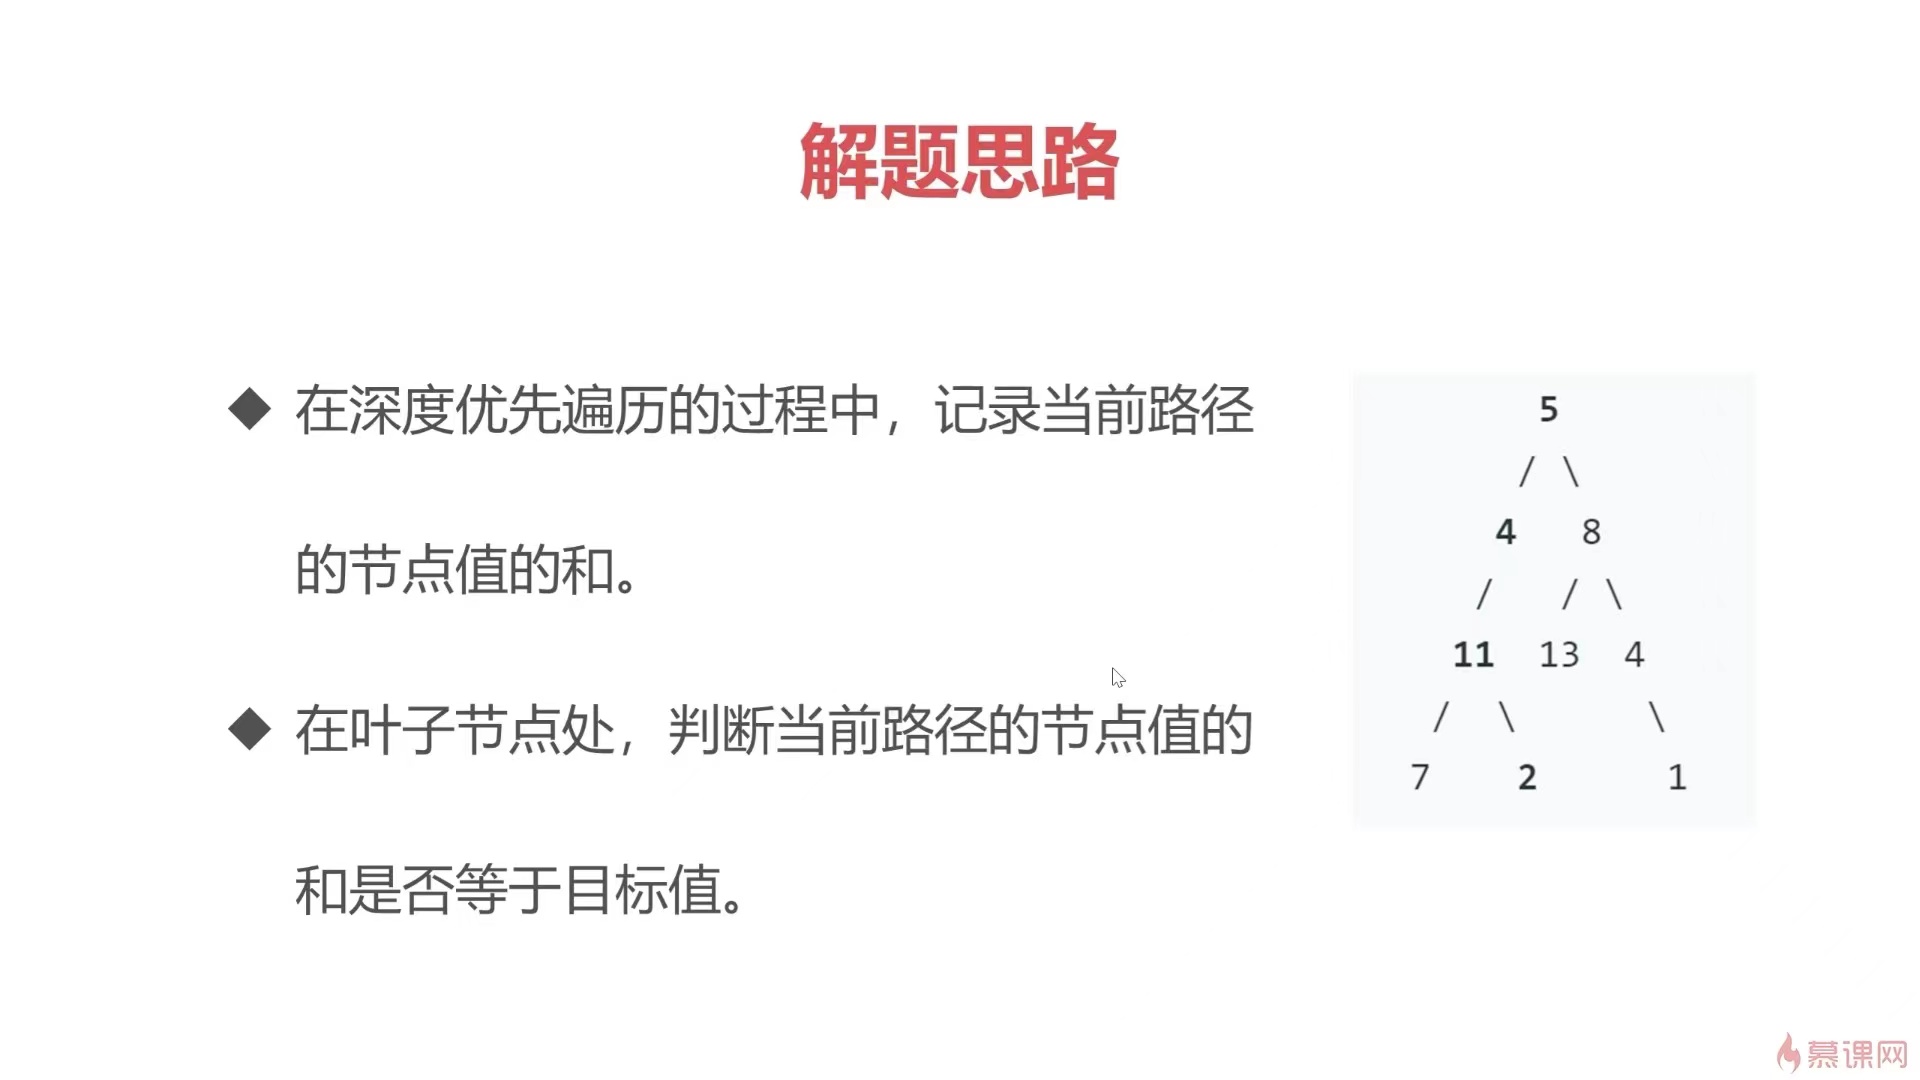 解题思路
◆ 在深度优先遍历的过程中，记录当前路径
的节点值的和。
◆ 在叶子节点处，判断当前路径的节点值的
和是否等于目标值。
5
/ \
4 8
/ / \
11 13 4
/ \ \
7 2 1
慕课网